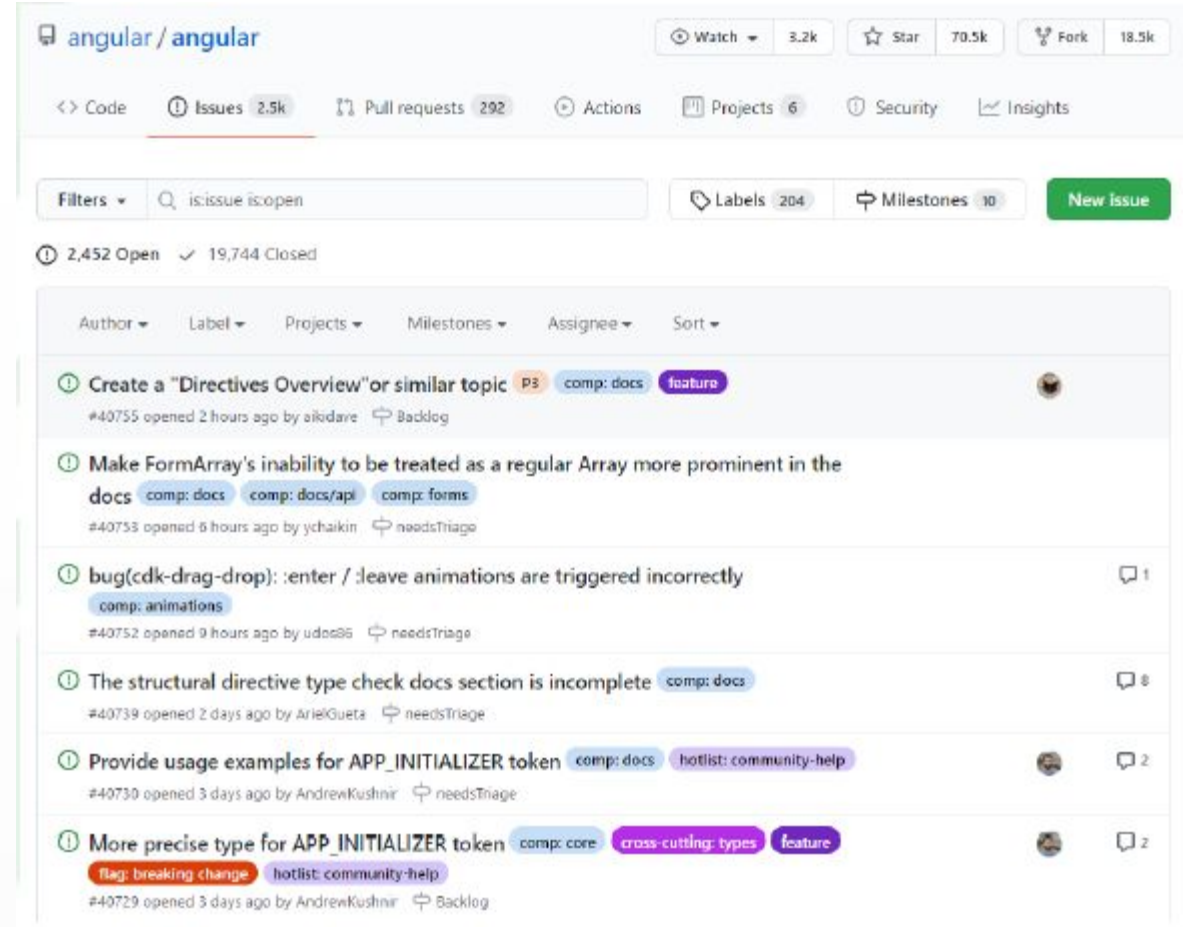 angular / angular Watch 3.2k Star 70.5k Fork 18.5k
<> Code Issues 2.5k Pull requests 292 Actions Projects 6 Security Insights
Filters is:issue is:open Labels 204 Milestones 10 New issue
2,452 Open 19,744 Closed
Author Label Projects Milestones Assignee Sort
Create a "Directives Overview"or similar topic P3 comp: docs feature
#40755 opened 2 hours ago by aikidave Backlog
Make FormArray's inability to be treated as a regular Array more prominent in the
docs comp: docs comp: docs/api comp: forms
#40753 opened 6 hours ago by ychaikin needsTriage
bug(cdk-drag-drop): :enter / :leave animations are triggered incorrectly 1
comp: animations
#40752 opened 9 hours ago by udos86 needsTriage
The structural directive type check docs section is incomplete comp: docs 8
#40739 opened 2 days ago by ArielGueta needsTriage
Provide usage examples for APP_INITIALIZER token comp: docs hotlist: community-help 2
#40730 opened 3 days ago by AndrewKushnir needsTriage
More precise type for APP_INITIALIZER token comp: core cross-cutting: types feature 2
flag: breaking change hotlist: community-help
#40729 opened 3 days ago by AndrewKushnir Backlog